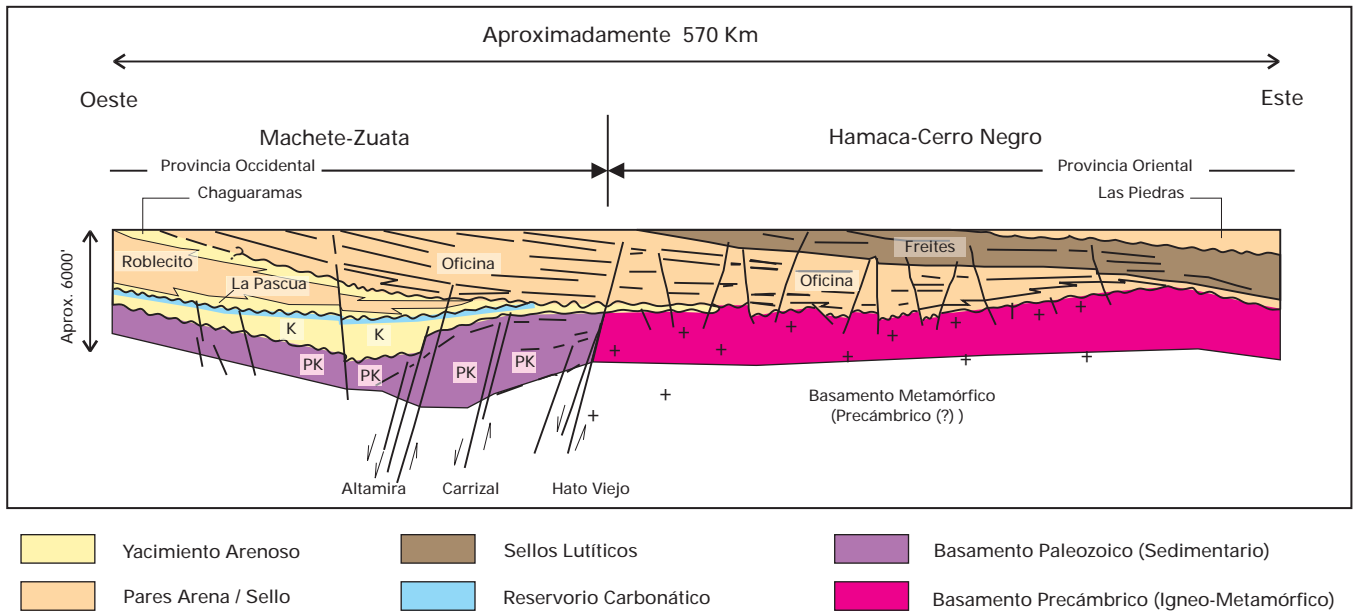 Aproximadamente 570 Km
Oeste
Este
Machete-Zuata
Hamaca-Cerro Negro
Provincia Occidental
Provincia Oriental
Chaguaramas
Las Piedras
Aprox. 6000'
Roblecito
La Pascua
Oficina
Freites
Oficina
K
K
PK
PK
PK
PK
Basamento Metamórfico
(Precámbrico (?) )
Altamira
Carrizal
Hato Viejo
Yacimiento Arenoso
Sellos Lutíticos
Basamento Paleozoico (Sedimentario)
Pares Arena / Sello
Reservorio Carbonático
Basamento Precámbrico (Igneo-Metamórfico)